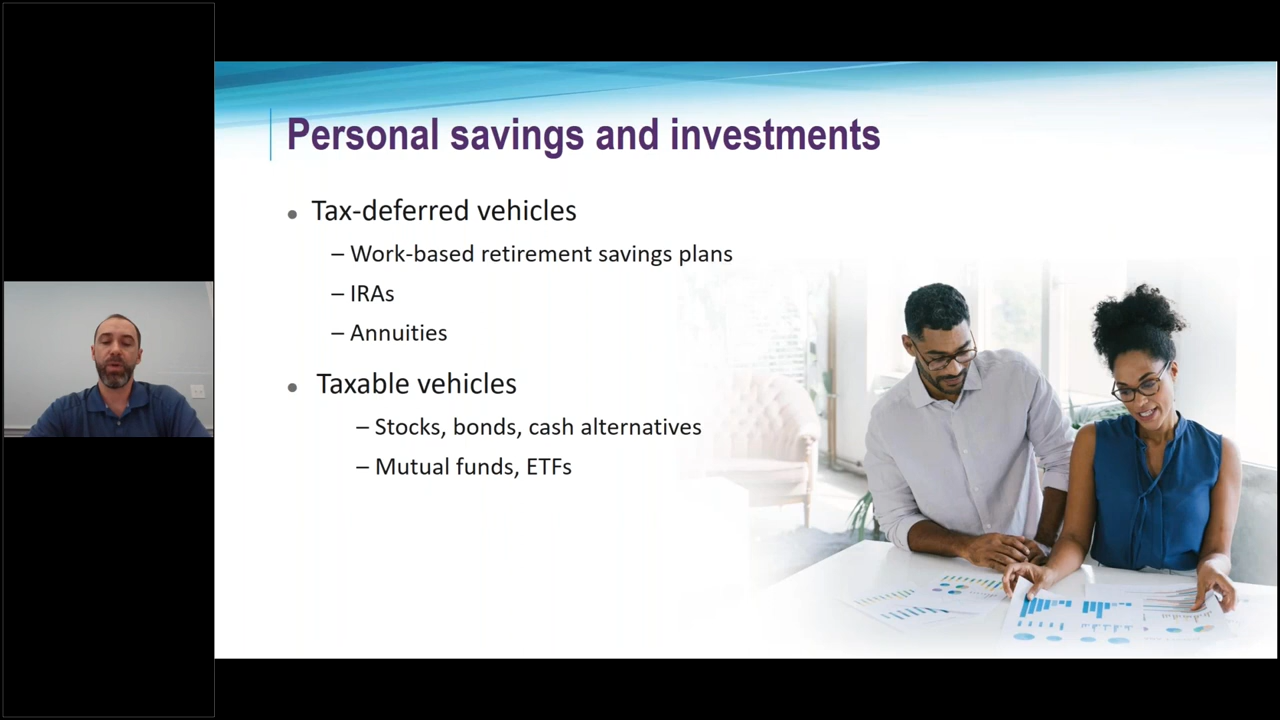 Personal savings and investments
• Tax-deferred vehicles
– Work-based retirement savings plans
– IRAs
– Annuities
• Taxable vehicles
– Stocks, bonds, cash alternatives
– Mutual funds, ETFs